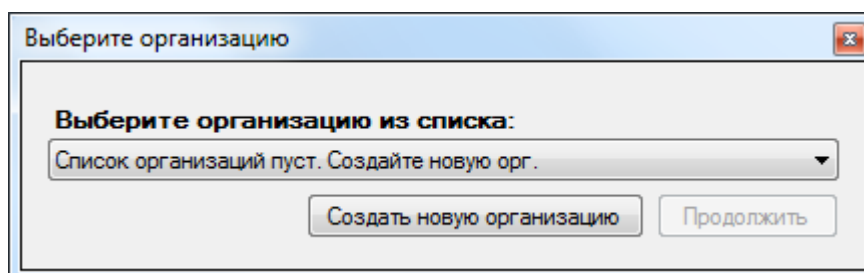 Выберите организацию
Выберите организацию из списка:
Список организаций пуст. Создайте новую орг.
Создать новую организацию Продолжить